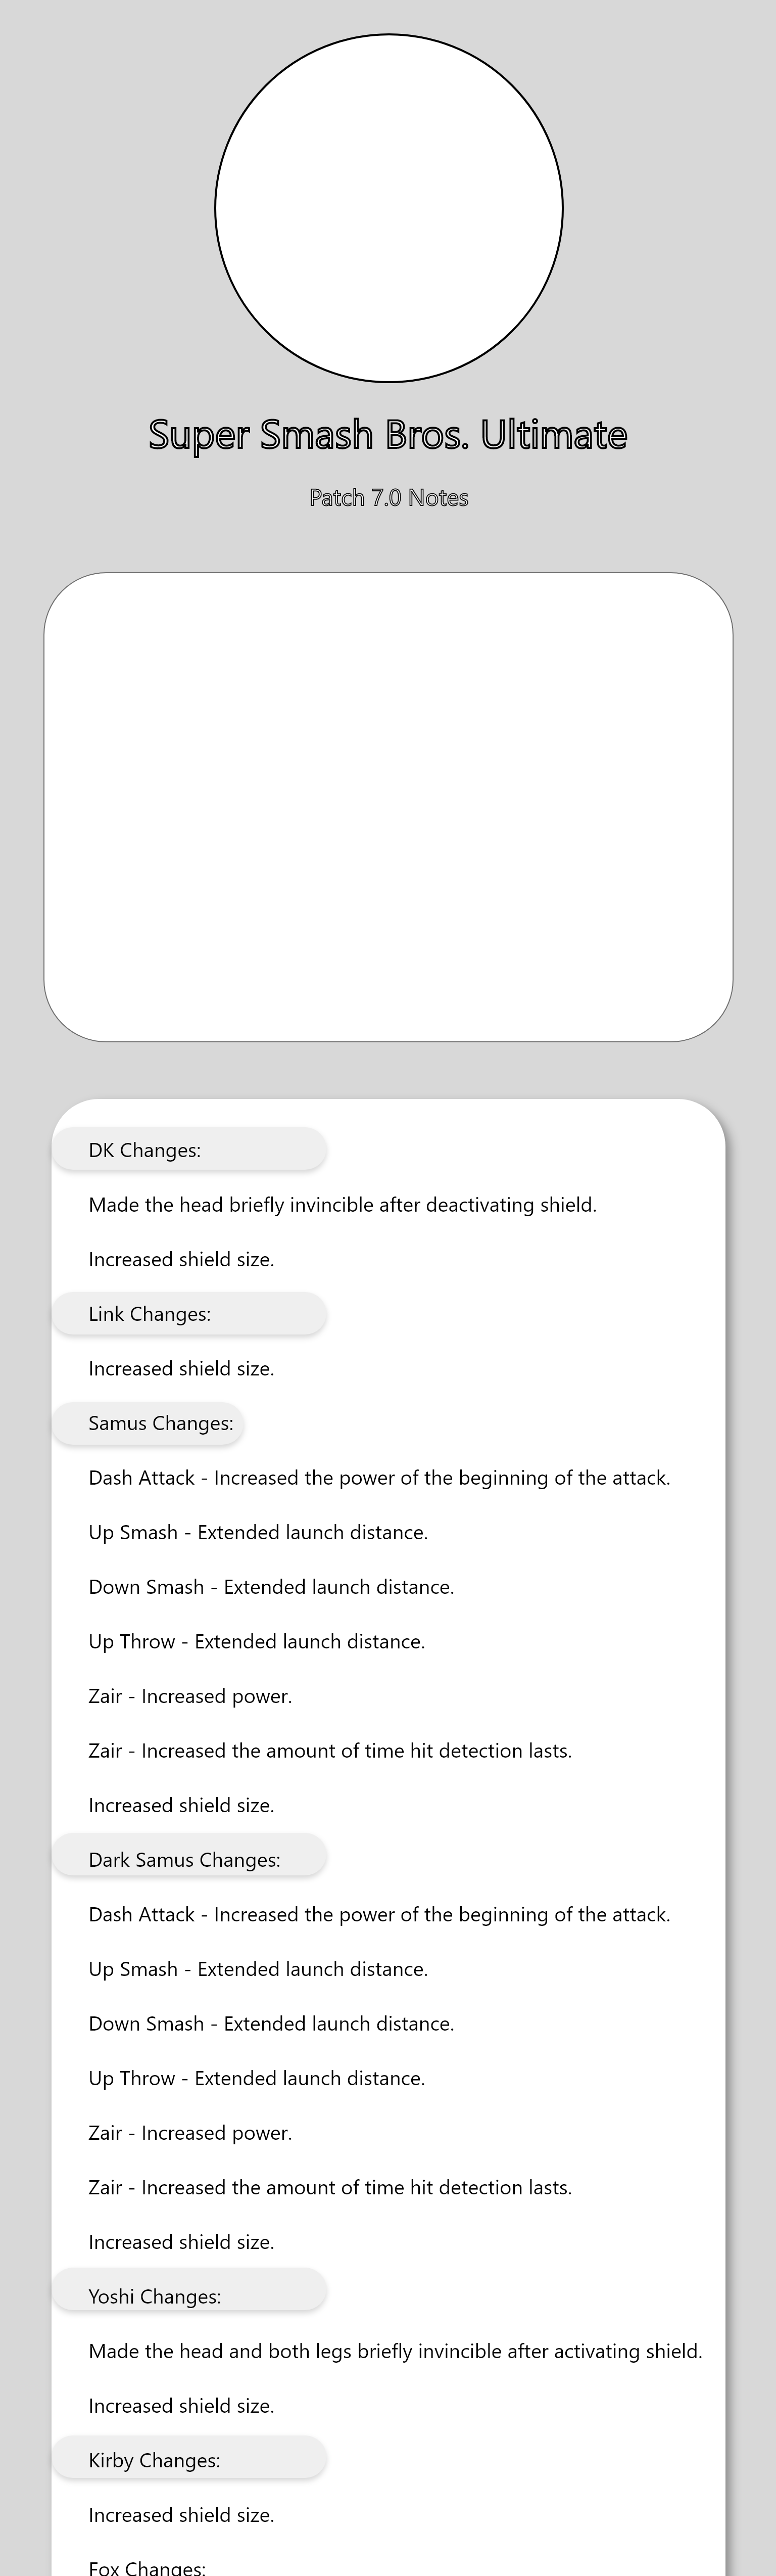 Super Smash Bros. Ultimate
Patch 7.0 Notes
DK Changes:
Made the head briefly invincible after deactivating shield.
Increased shield size.
Link Changes:
Increased shield size.
Samus Changes:
Dash Attack - Increased the power of the beginning of the attack.
Up Smash - Extended launch distance.
Down Smash - Extended launch distance.
Up Throw - Extended launch distance.
Zair - Increased power.
Zair - Increased the amount of time hit detection lasts.
Increased shield size.
Dark Samus Changes:
Dash Attack - Increased the power of the beginning of the attack.
Up Smash - Extended launch distance.
Down Smash - Extended launch distance.
Up Throw - Extended launch distance.
Zair - Increased power.
Zair - Increased the amount of time hit detection lasts.
Increased shield size.
Yoshi Changes:
Made the head and both legs briefly invincible after activating shield.
Increased shield size.
Kirby Changes:
Increased shield size.
Fox Changes: